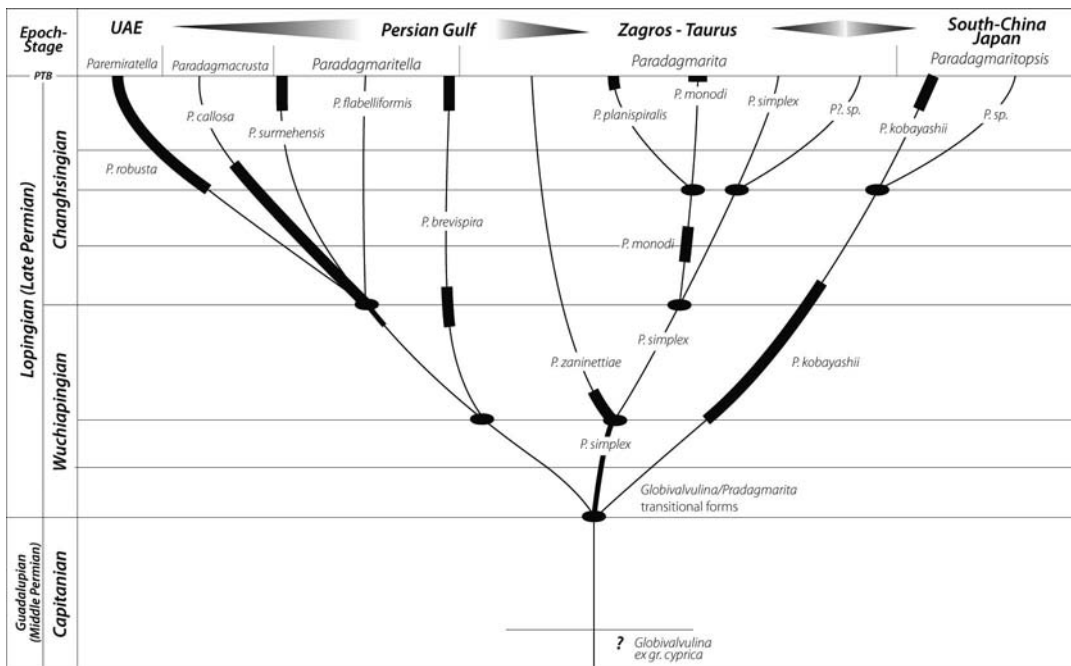 Epoch-
Stage
UAE
Persian Gulf
Zagros - Taurus
South-China
Japan
Paremiratella
Paradagmacrusta
Paradagmaritella
Paradagmarita
Paradagmaritopsis
PTB
P. callosa
P. surmehensis
P. flabelliformis
P. planispiralis
P. monodi
P. simplex
P?. sp.
P. kobayashii
P. sp.
P. robusta
P. brevispira
P. monodi
P. zaninettiae
P. simplex
P. kobayashii
P. simplex
Globivalvulina/Pradagmarita
transitional forms
? Globivalvulina
ex gr. cyprica
Lopingian (Late Permian)
Changhsingian
Wuchiapingian
Guadalupian
(Middle Permian)
Capitanian